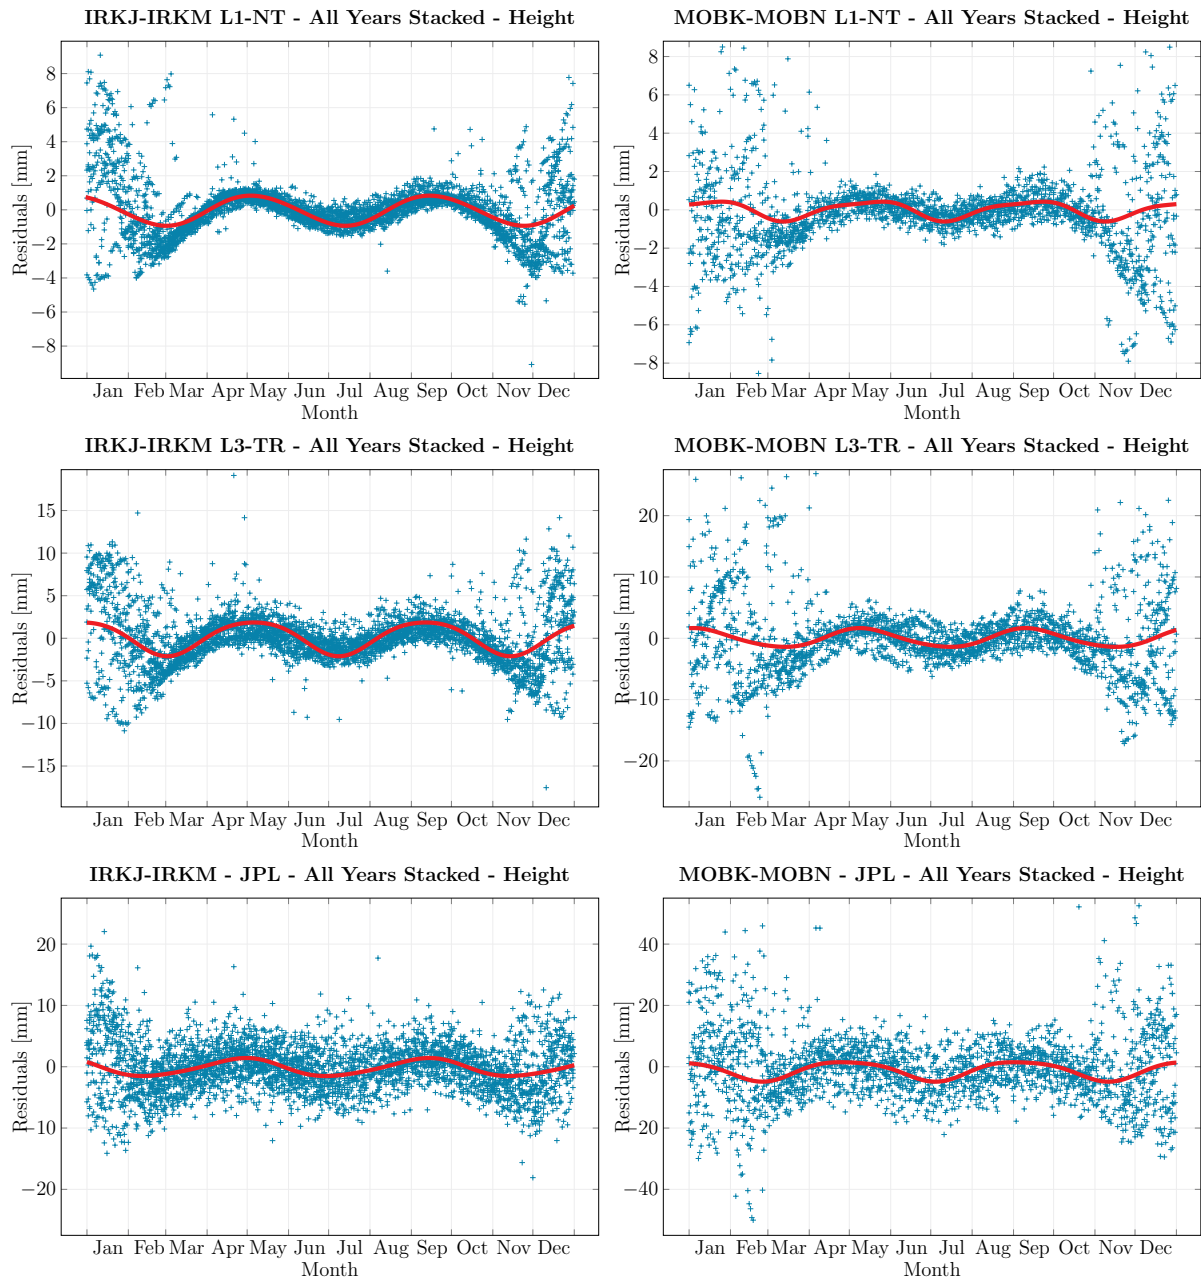 IRKJ-IRKM L1-NT - All Years Stacked - Height
8
6
4
2
0
−2
−4
−6
−8
Residuals [mm]
Jan Feb Mar Apr May Jun Jul Aug Sep Oct Nov Dec
Month
MOBK-MOBN L1-NT - All Years Stacked - Height
8
6
4
2
0
−2
−4
−6
−8
Residuals [mm]
Jan Feb Mar Apr May Jun Jul Aug Sep Oct Nov Dec
Month
IRKJ-IRKM L3-TR - All Years Stacked - Height
15
10
5
0
−5
−10
−15
Residuals [mm]
Jan Feb Mar Apr May Jun Jul Aug Sep Oct Nov Dec
Month
MOBK-MOBN L3-TR - All Years Stacked - Height
20
10
0
−10
−20
Residuals [mm]
Jan Feb Mar Apr May Jun Jul Aug Sep Oct Nov Dec
Month
IRKJ-IRKM - JPL - All Years Stacked - Height
20
10
0
−10
−20
Residuals [mm]
Jan Feb Mar Apr May Jun Jul Aug Sep Oct Nov Dec
Month
MOBK-MOBN - JPL - All Years Stacked - Height
40
20
0
−20
−40
Residuals [mm]
Jan Feb Mar Apr May Jun Jul Aug Sep Oct Nov Dec
Month